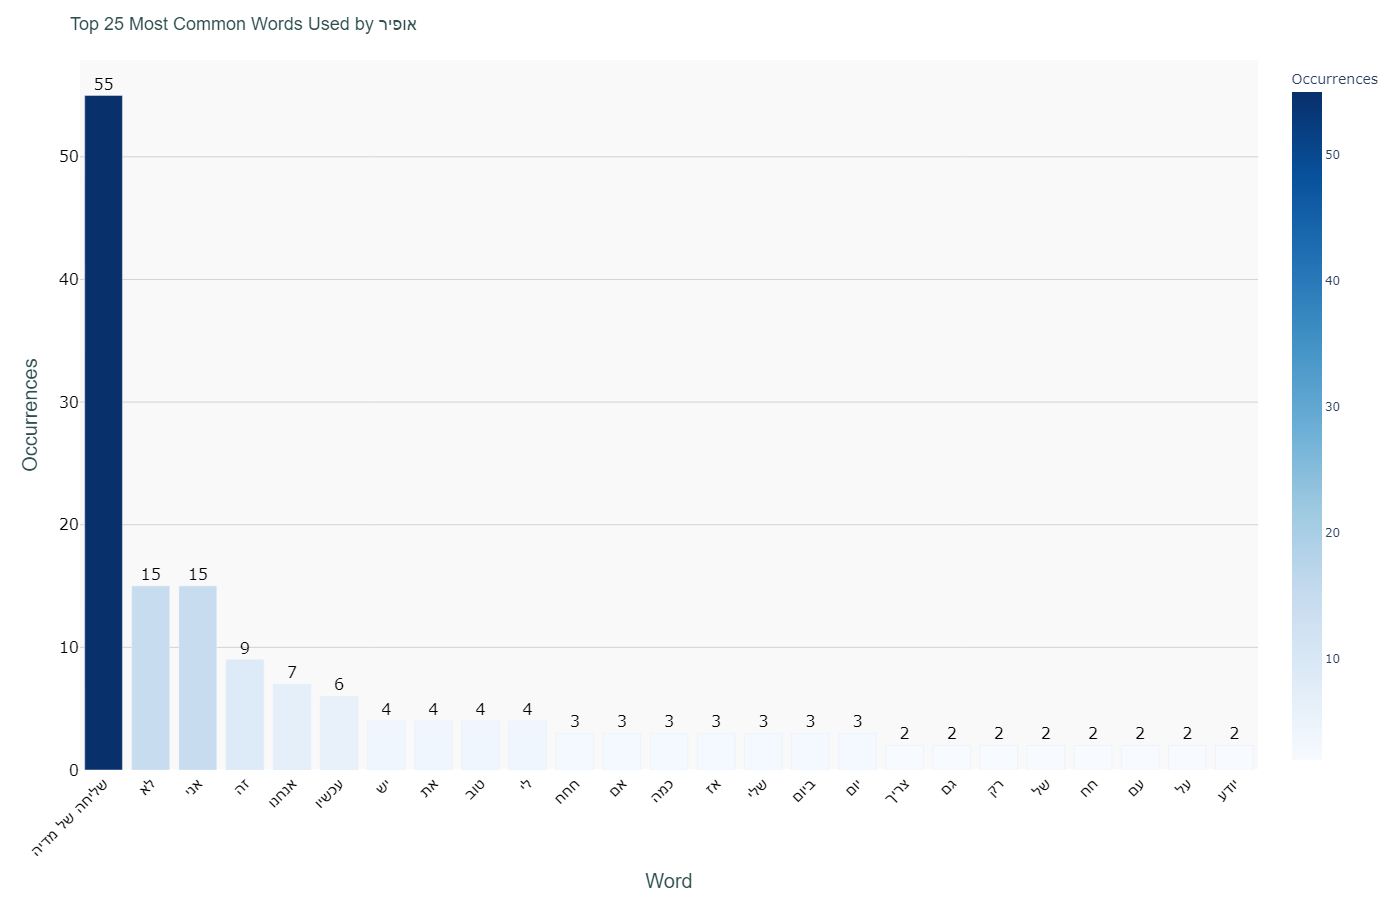 Top 25 Most Common Words Used by אופיר
Occurrences
50
40
30
20
10
0
55
15
15
9
7
6
4
4
4
4
3
3
3
3
3
3
3
2
2
2
2
2
2
2
2
שליחה של מדיה
לא
אני
זה
אנחנו
עכשיו
יש
את
טוב
לי
חחח
אם
כמה
אז
שלי
ביום
יום
צריך
גם
רק
של
חח
עם
על
יודע
Word
Occurrences
50
40
30
20
10